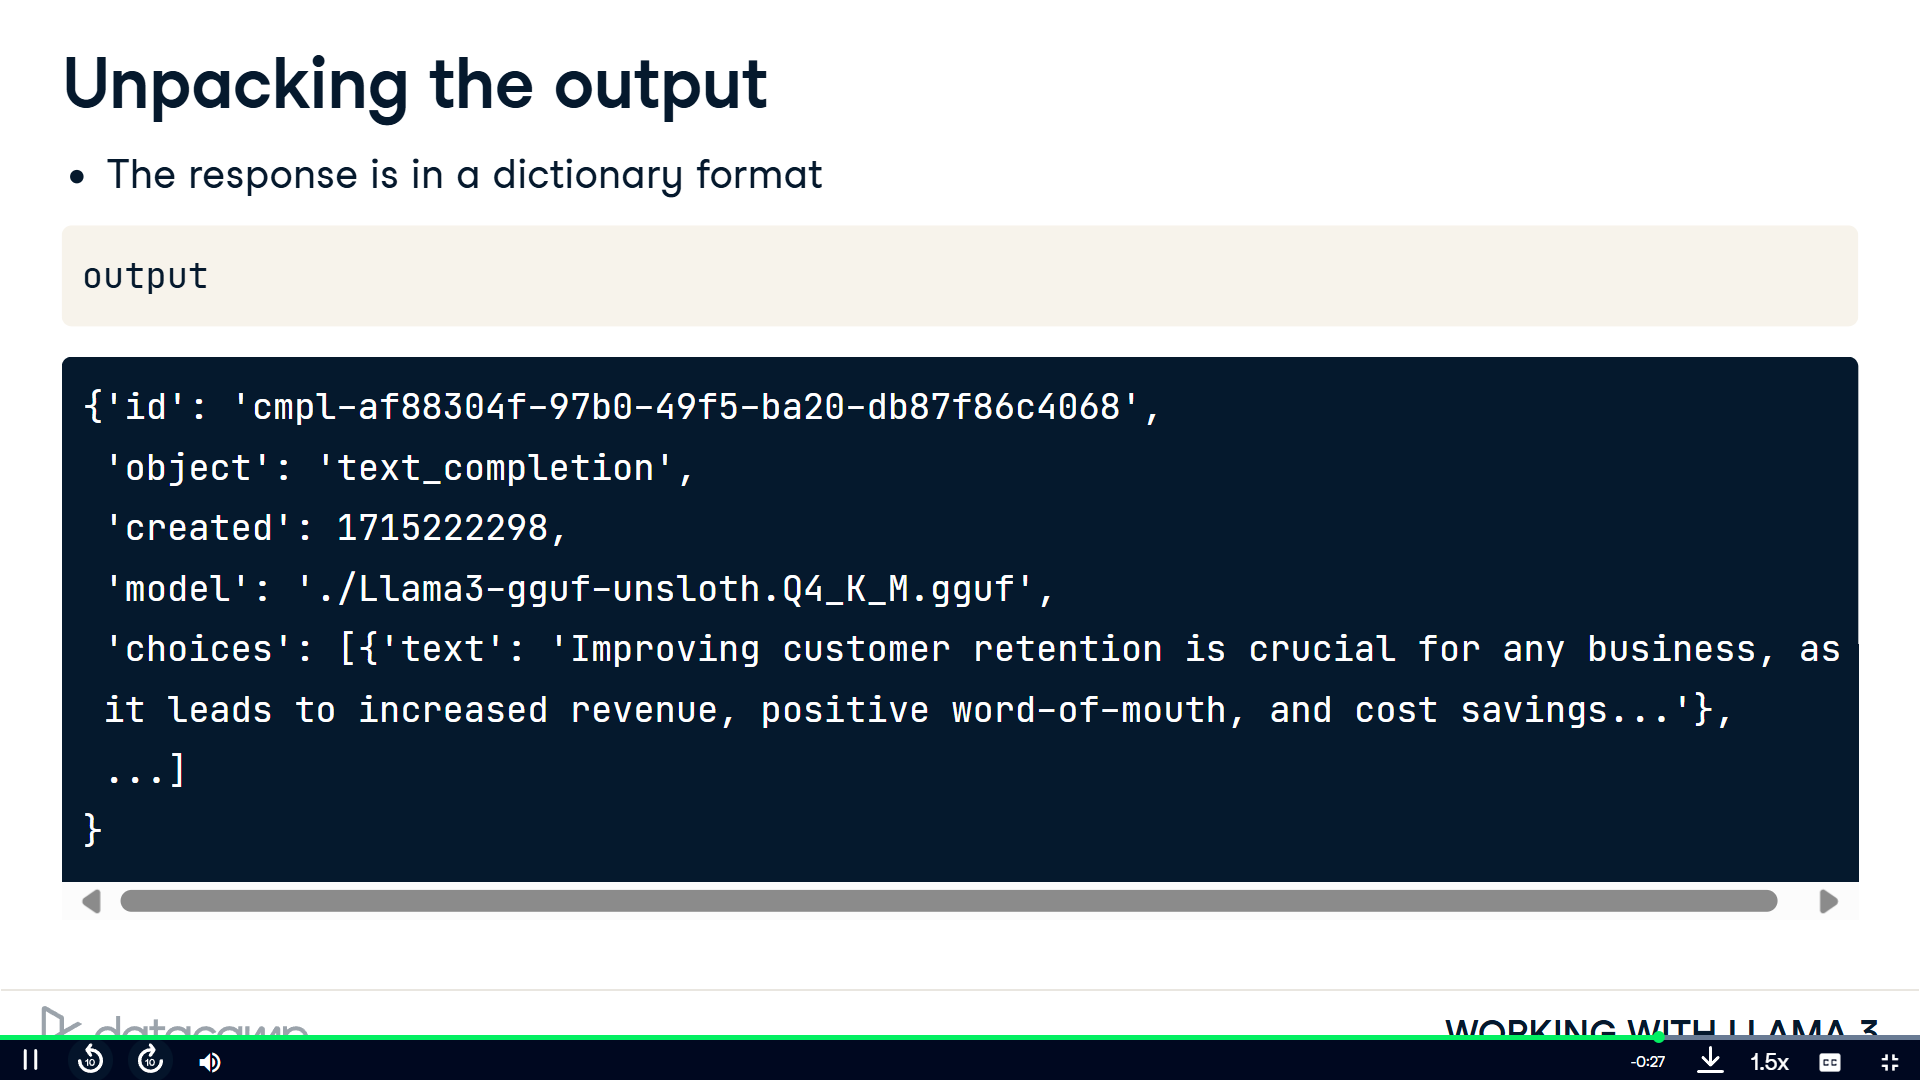 Unpacking the output
• The response is in a dictionary format
output
{'id': 'cmpl-af88304f-97b0-49f5-ba20-db87f86c4068',
'object': 'text_completion',
'created': 1715222298,
'model': './Llama3-gguf-unsloth.Q4_K_M.gguf',
'choices': [{'text': 'Improving customer retention is crucial for any business, as
it leads to increased revenue, positive word-of-mouth, and cost savings...'},
...]
}
datacamp
WORKING WITH LLAMA 3
10
10
-0:27
1.5x
CC